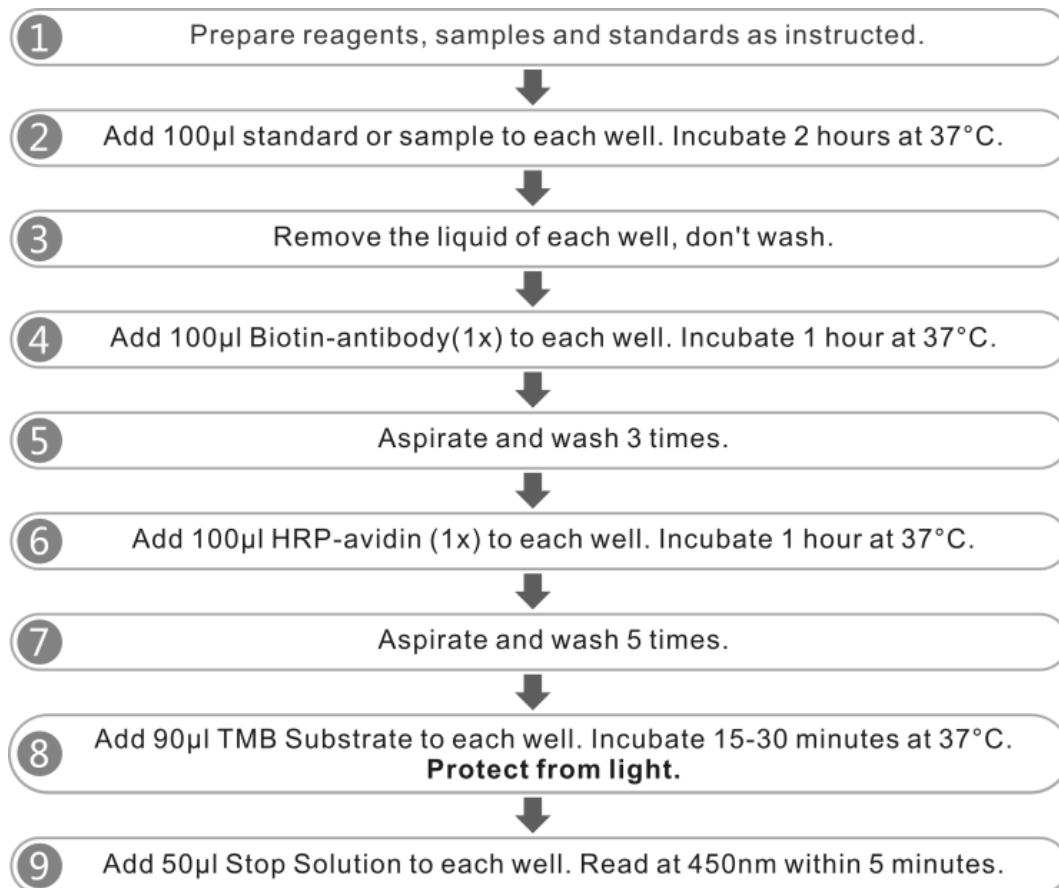 1 Prepare reagents, samples and standards as instructed.
2 Add 100µl standard or sample to each well. Incubate 2 hours at 37°C.
3 Remove the liquid of each well, don't wash.
4 Add 100µl Biotin-antibody(1x) to each well. Incubate 1 hour at 37°C.
5 Aspirate and wash 3 times.
6 Add 100µl HRP-avidin (1x) to each well. Incubate 1 hour at 37°C.
7 Aspirate and wash 5 times.
8 Add 90µl TMB Substrate to each well. Incubate 15-30 minutes at 37°C.
Protect from light.
9 Add 50µl Stop Solution to each well. Read at 450nm within 5 minutes.